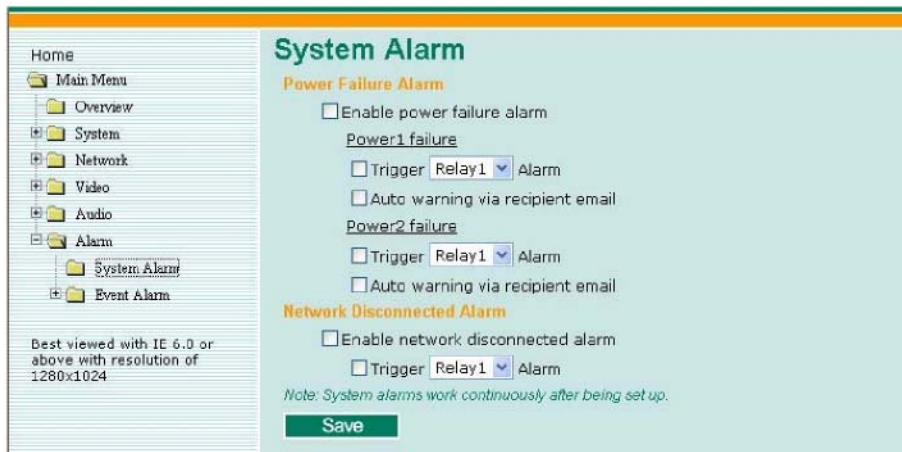 Home
Main Menu
Overview
System
Network
Video
Audio
Alarm
System Alarm
Event Alarm
Best viewed with IE 6.0 or
above with resolution of
1280x1024
System Alarm
Power Failure Alarm
Enable power failure alarm
Power1 failure
Trigger Relay1 Alarm
Auto warning via recipient email
Power2 failure
Trigger Relay1 Alarm
Auto warning via recipient email
Network Disconnected Alarm
Enable network disconnected alarm
Trigger Relay1 Alarm
Note: System alarms work continuously after being set up.
Save